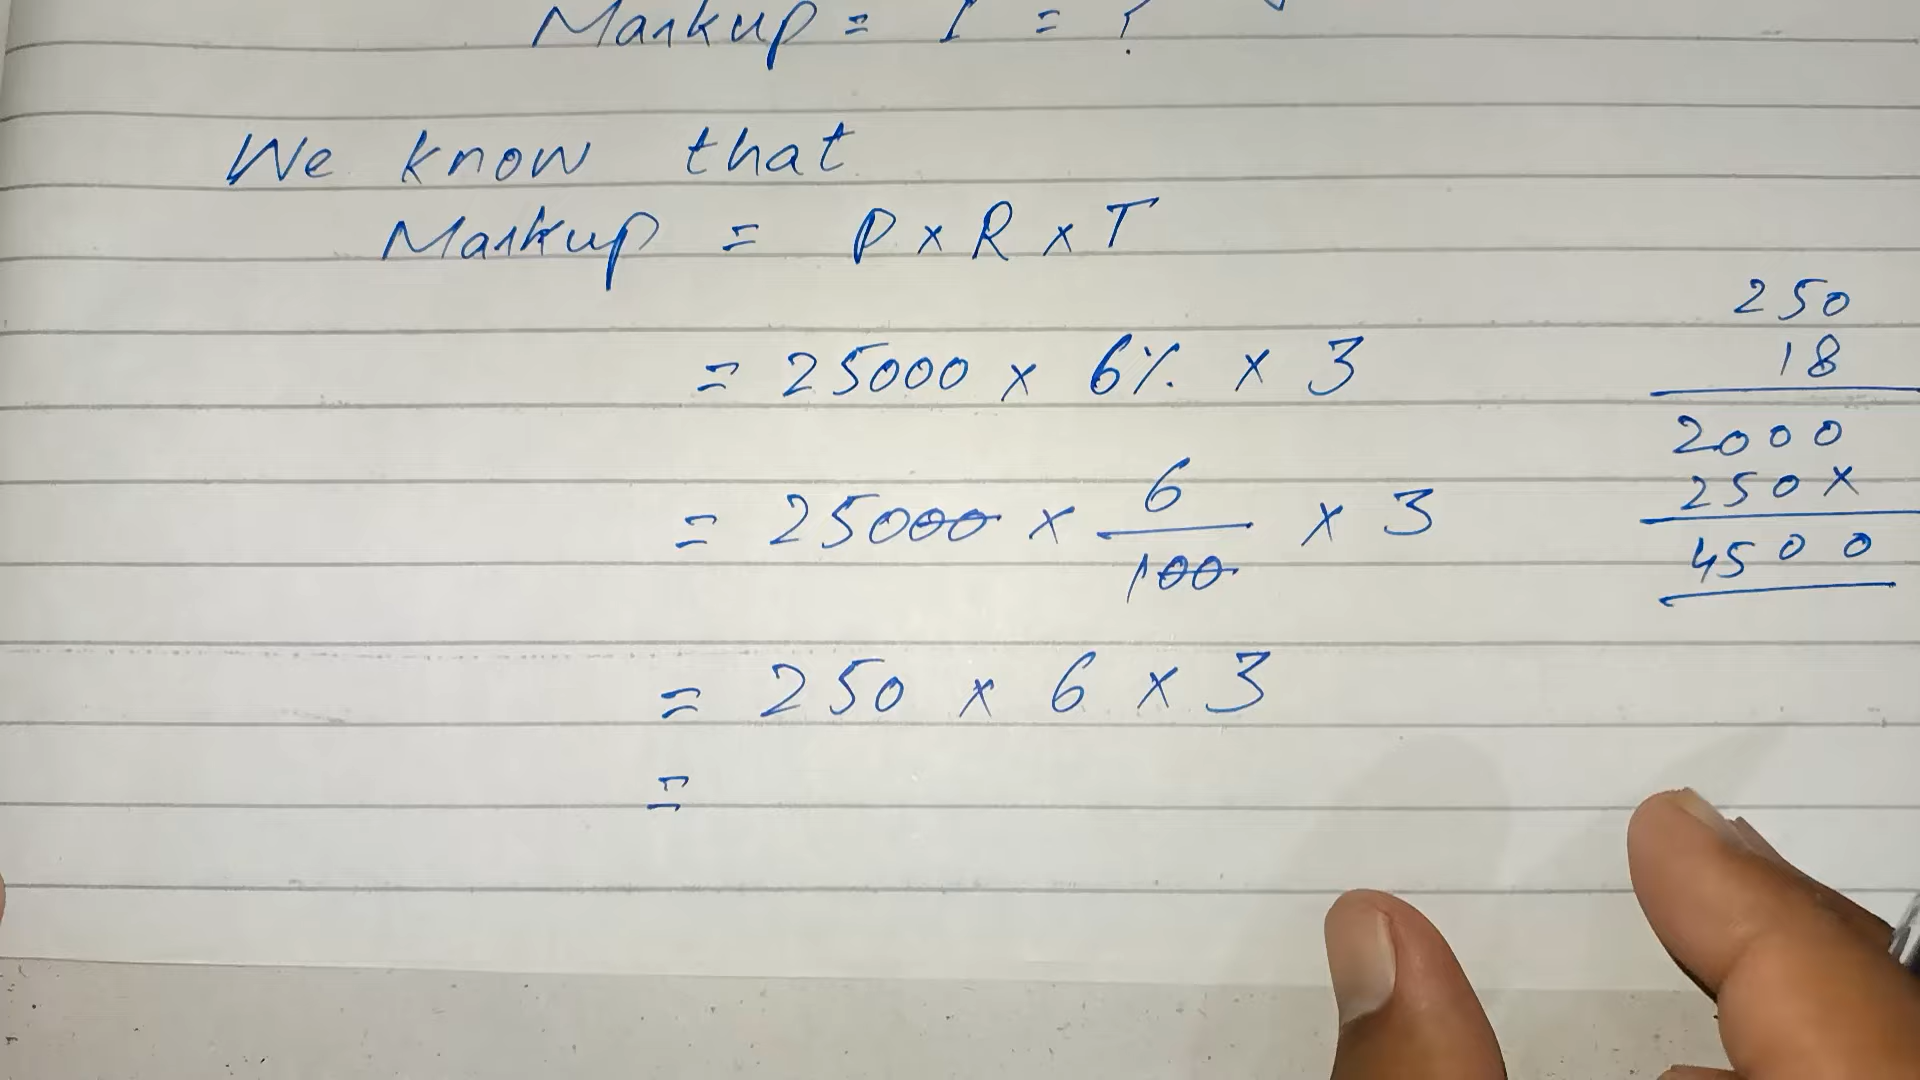 Markup = I = ?
We know that
Markup = P x R x T
= 25000 x 6% x 3
= 25000 x 6/100 x 3
= 250 x 6 x 3
=
250
18
2000
250x
4500